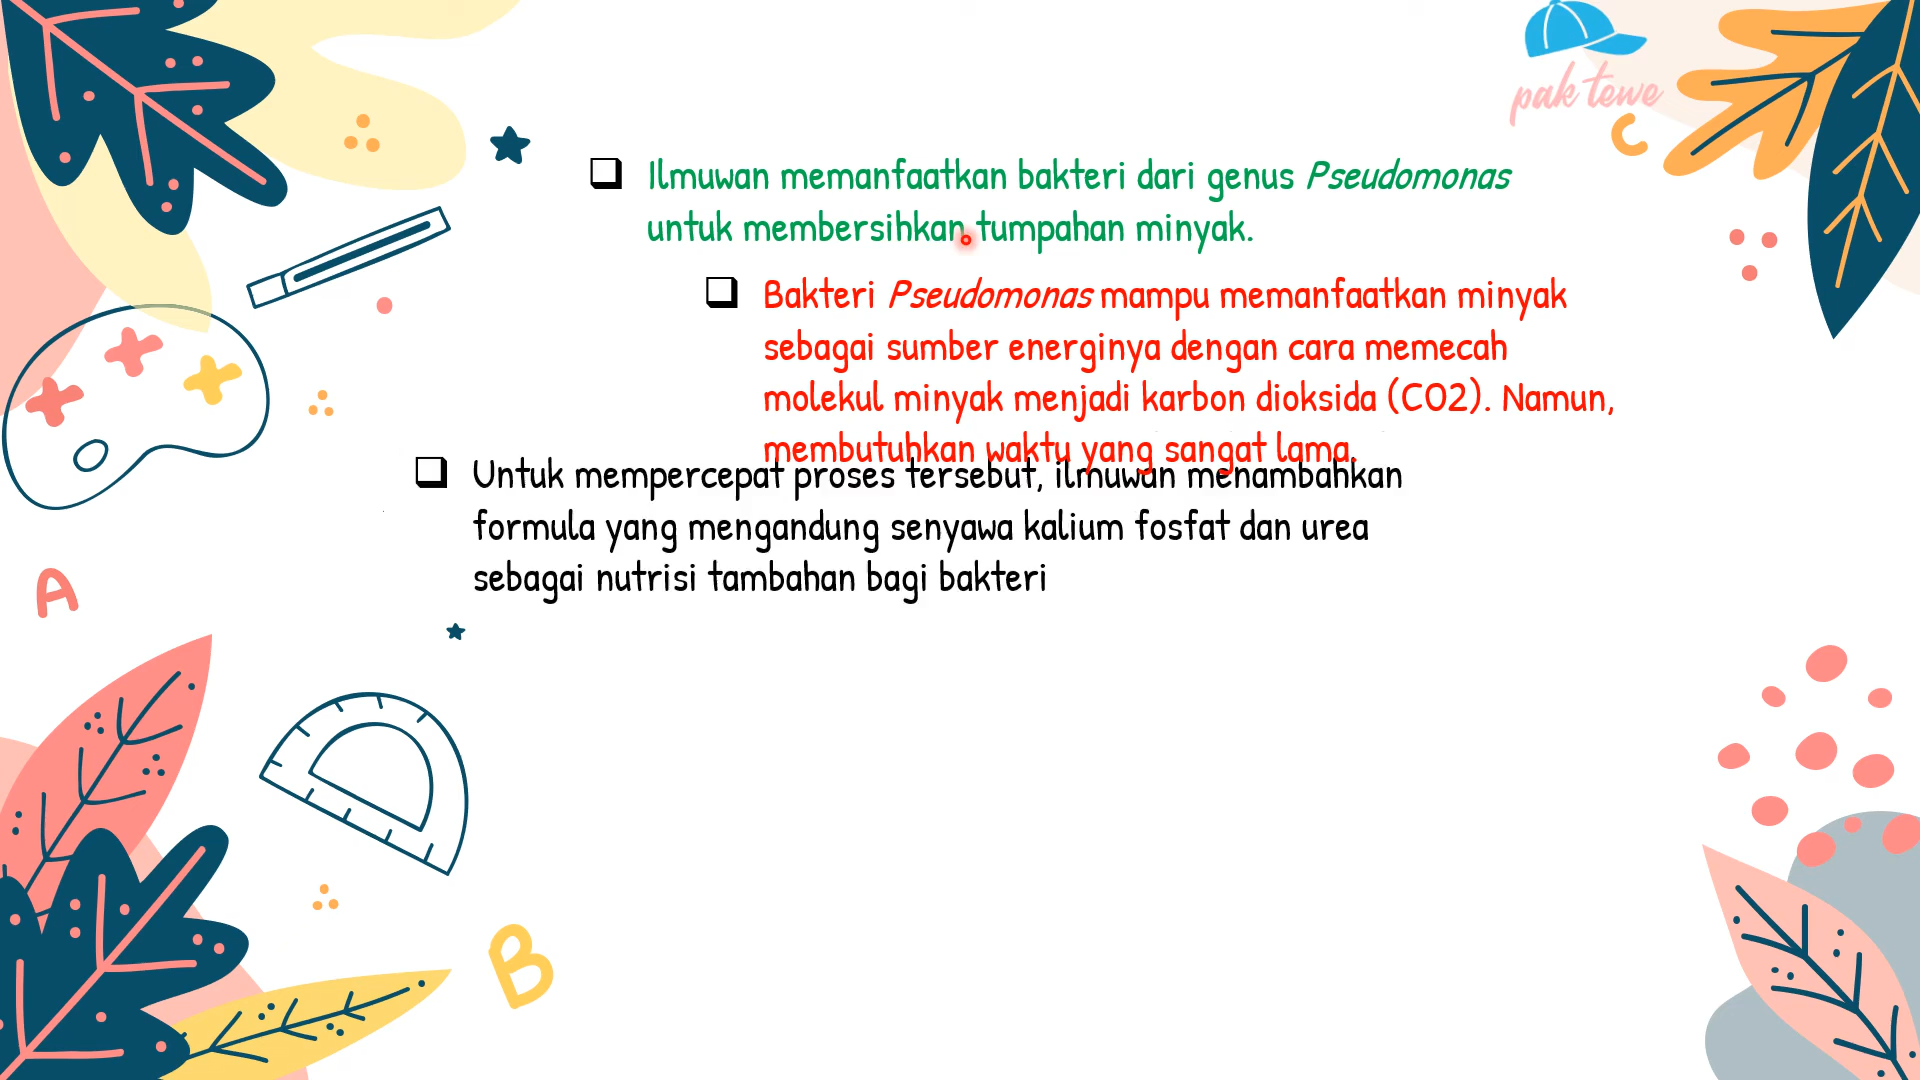 pak tewe
C
❑ Ilmuwan memanfaatkan bakteri dari genus Pseudomonas
untuk membersihkan tumpahan minyak.
❑ Bakteri Pseudomonas mampu memanfaatkan minyak
sebagai sumber energinya dengan cara memecah
molekul minyak menjadi karbon dioksida (CO2). Namun,
membutuhkan waktu yang sangat lama.
❑ Untuk mempercepat proses tersebut, ilmuwan menambahkan
formula yang mengandung senyawa kalium fosfat dan urea
sebagai nutrisi tambahan bagi bakteri
A
B